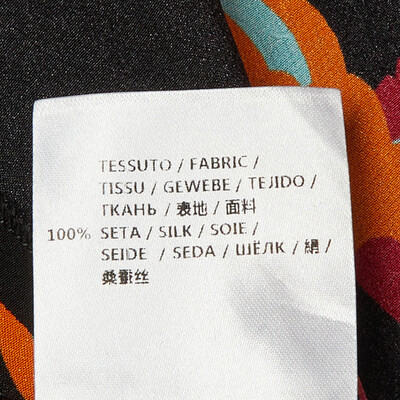 TESSUTO / FABRIC /
TISSU / GEWEBE / TEJIDO /
ТКАНЬ / 表地 / 面料
100% SETA / SILK / SOIE /
SEIDE / SEDA / ШЁЛК / 絹 /
桑蚕丝